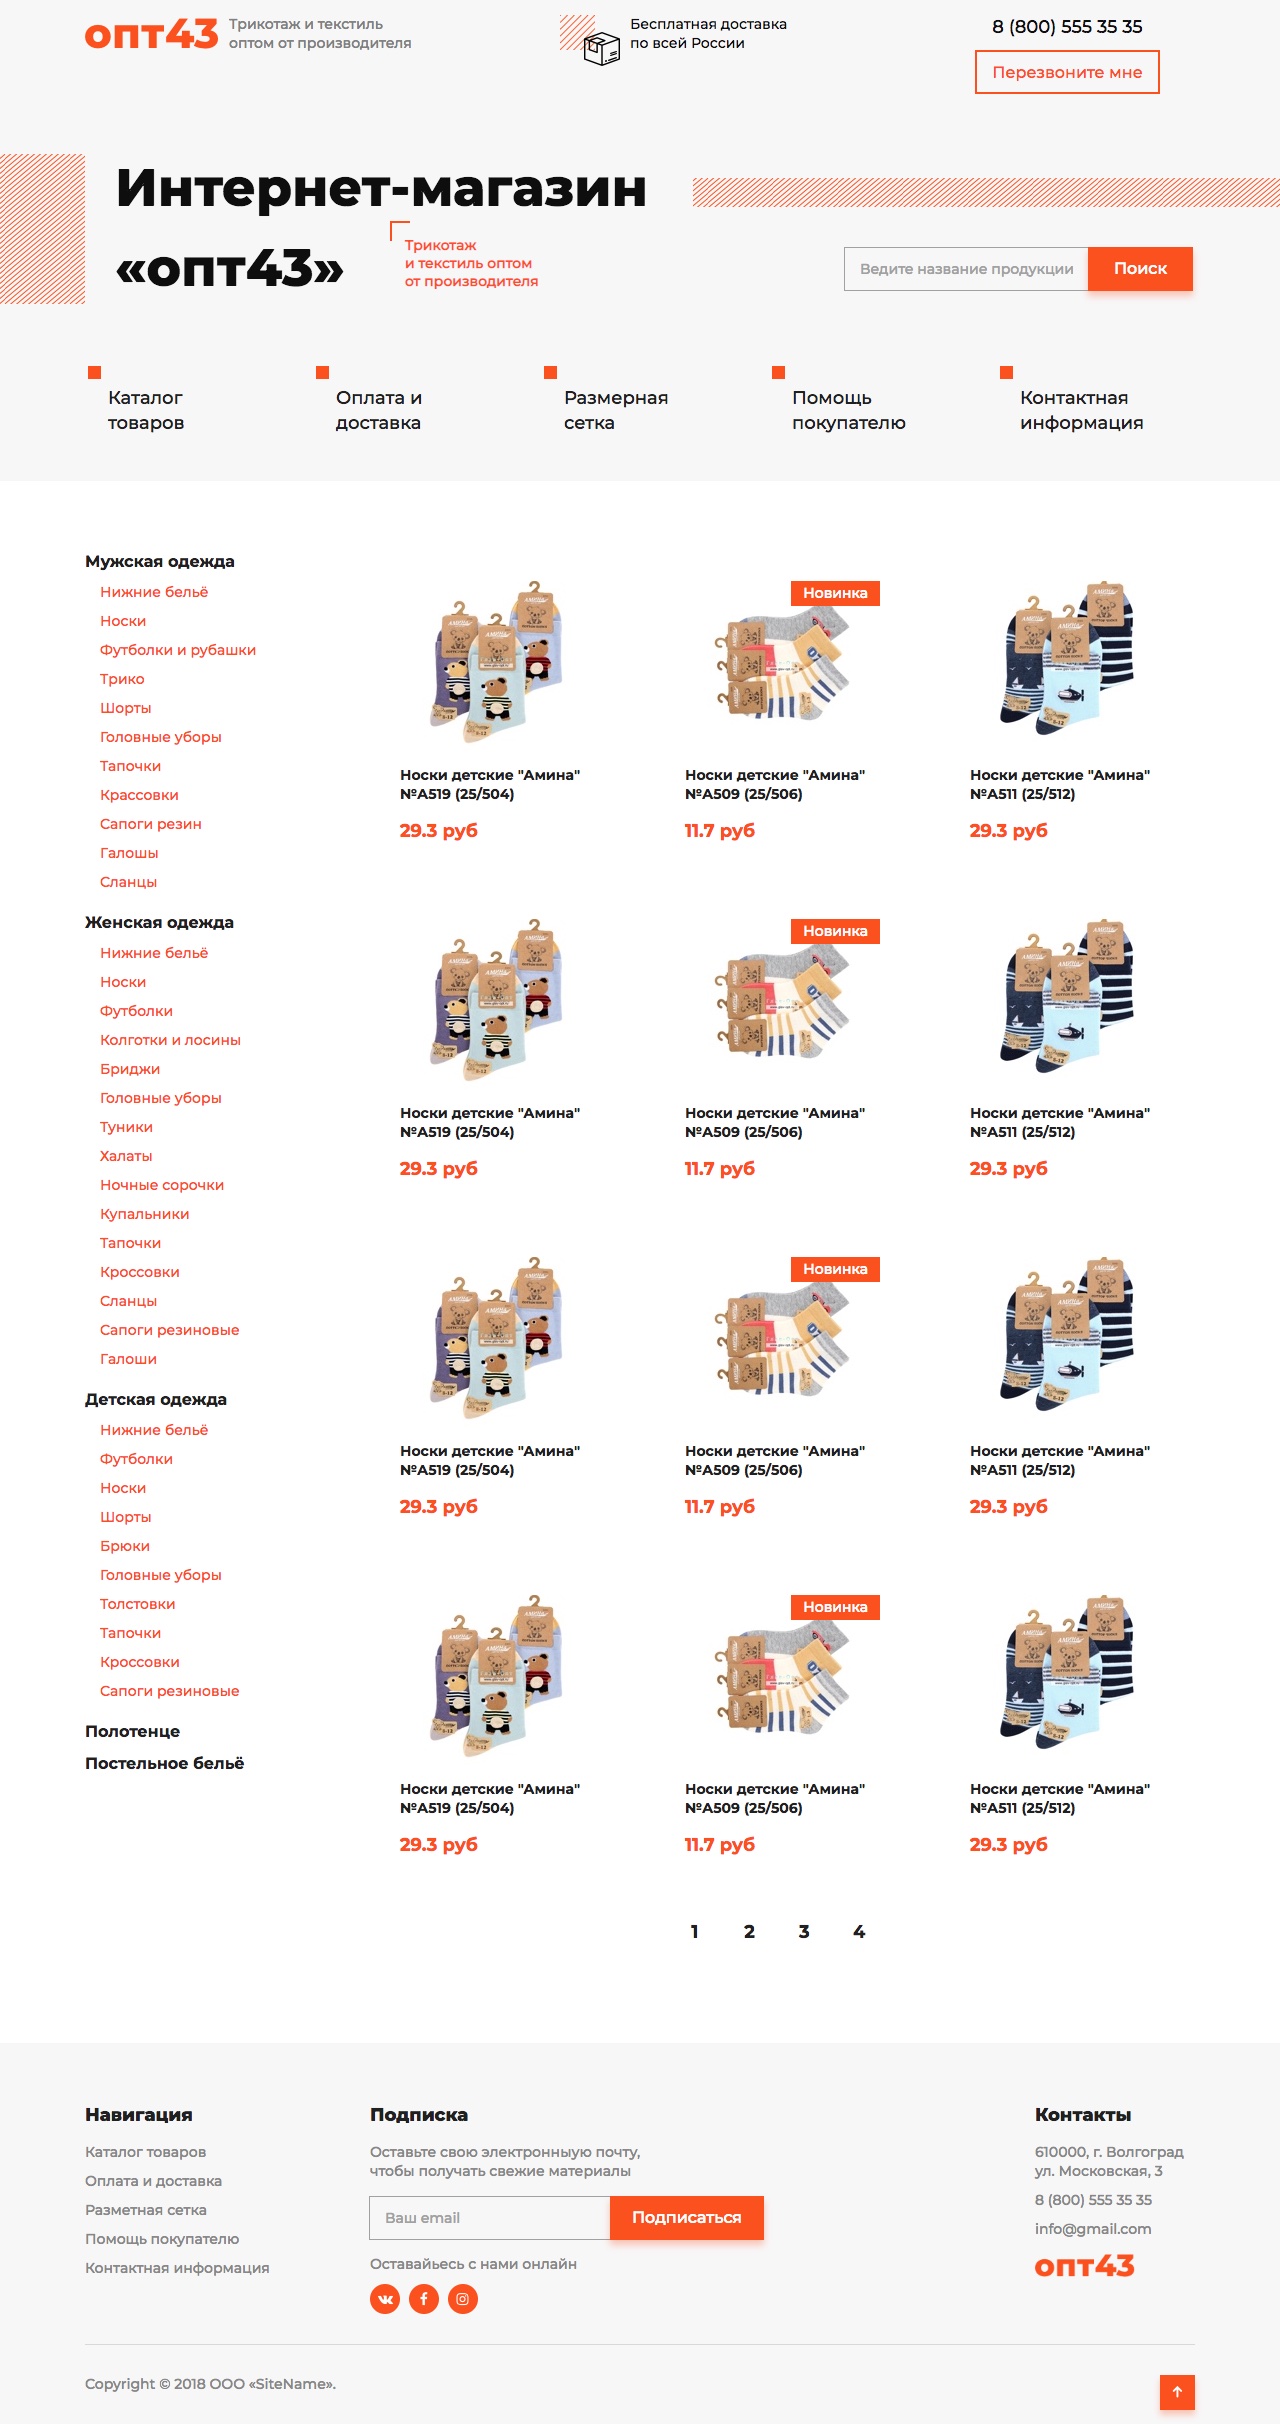 опт43
Трикотаж и текстиль
оптом от производителя
Бесплатная доставка
по всей России
8 (800) 555 35 35
Перезвоните мне
Интернет-магазин
«опт43»
Трикотаж
и текстиль оптом
от производителя
Ведите название продукции
Поиск
Каталог
товаров
Оплата и
доставка
Размерная
сетка
Помощь
покупателю
Контактная
информация
Мужская одежда
Нижние бельё
Носки
Футболки и рубашки
Трико
Шорты
Головные уборы
Тапочки
Крассовки
Сапоги резин
Галошы
Сланцы
Женская одежда
Нижние бельё
Носки
Футболки
Колготки и лосины
Бриджи
Головные уборы
Туники
Халаты
Ночные сорочки
Купальники
Тапочки
Кроссовки
Сланцы
Сапоги резиновые
Галоши
Детская одежда
Нижние бельё
Футболки
Носки
Шорты
Брюки
Головные уборы
Толстовки
Тапочки
Кроссовки
Сапоги резиновые
Полотенце
Постельное бельё
Носки детские "Амина"
№А519 (25/504)
29.3 руб
Новинка
Носки детские "Амина"
№А509 (25/506)
11.7 руб
Носки детские "Амина"
№А511 (25/512)
29.3 руб
Носки детские "Амина"
№А519 (25/504)
29.3 руб
Новинка
Носки детские "Амина"
№А509 (25/506)
11.7 руб
Носки детские "Амина"
№А511 (25/512)
29.3 руб
Носки детские "Амина"
№А519 (25/504)
29.3 руб
Новинка
Носки детские "Амина"
№А509 (25/506)
11.7 руб
Носки детские "Амина"
№А511 (25/512)
29.3 руб
Носки детские "Амина"
№А519 (25/504)
29.3 руб
Новинка
Носки детские "Амина"
№А509 (25/506)
11.7 руб
Носки детские "Амина"
№А511 (25/512)
29.3 руб
1 2 3 4
Навигация
Каталог товаров
Оплата и доставка
Разметная сетка
Помощь покупателю
Контактная информация
Подписка
Оставьте свою электронныую почту,
чтобы получать свежие материалы
Ваш email
Подписаться
Оставайьесь с нами онлайн
Контакты
610000, г. Волгоград
ул. Московская, 3
8 (800) 555 35 35
info@gmail.com
опт43
Copyright © 2018 ООО «SiteName».